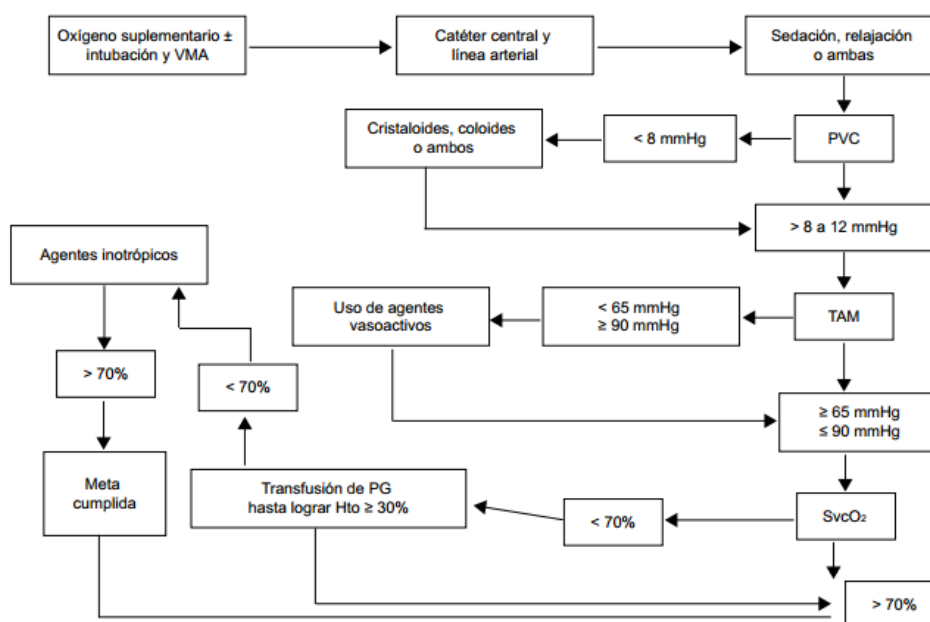 Oxígeno suplementario ±
intubación y VMA
Catéter central y
línea arterial
Sedación, relajación
o ambas
Cristaloides, coloides
o ambos
< 8 mmHg
PVC
> 8 a 12 mmHg
Agentes inotrópicos
Uso de agentes
vasoactivos
< 65 mmHg
≥ 90 mmHg
TAM
> 70%
< 70%
≥ 65 mmHg
≤ 90 mmHg
Meta
cumplida
Transfusión de PG
hasta lograr Hto ≥ 30%
< 70%
SvcO₂
> 70%